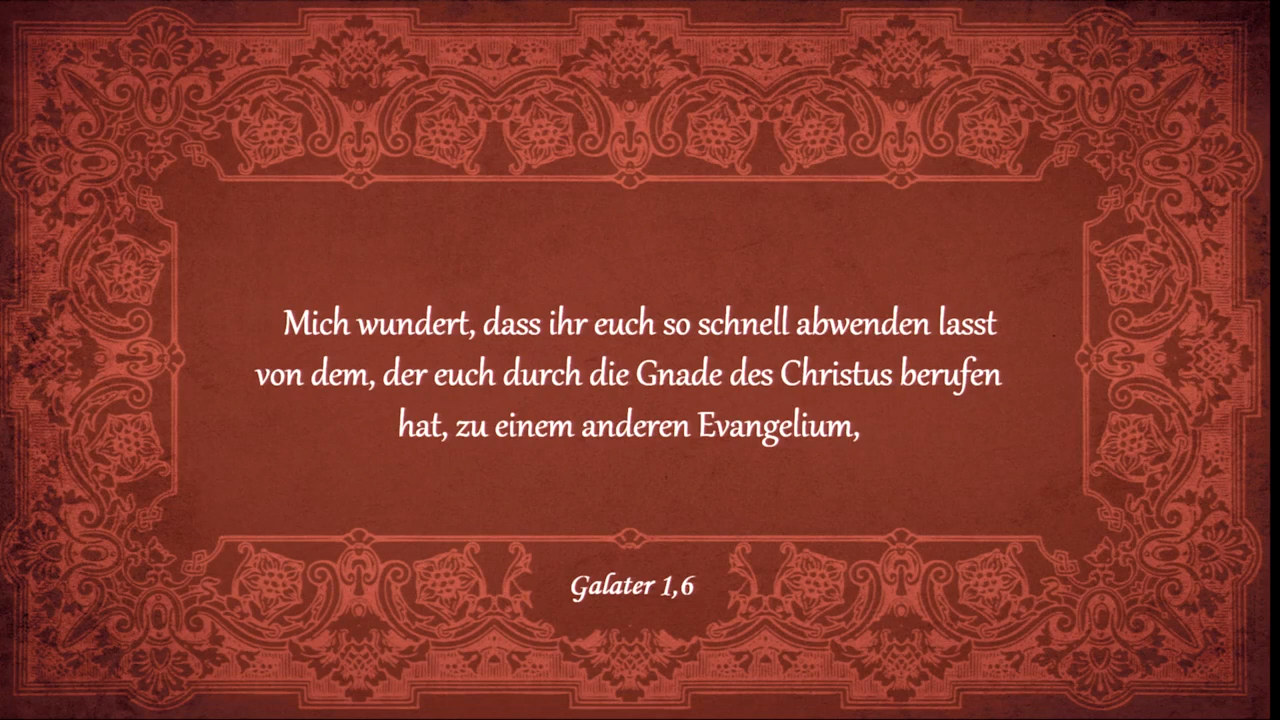 Mich wundert, dass ihr euch so schnell abwenden lasst
von dem, der euch durch die Gnade des Christus berufen
hat, zu einem anderen Evangelium,
Galater 1,6